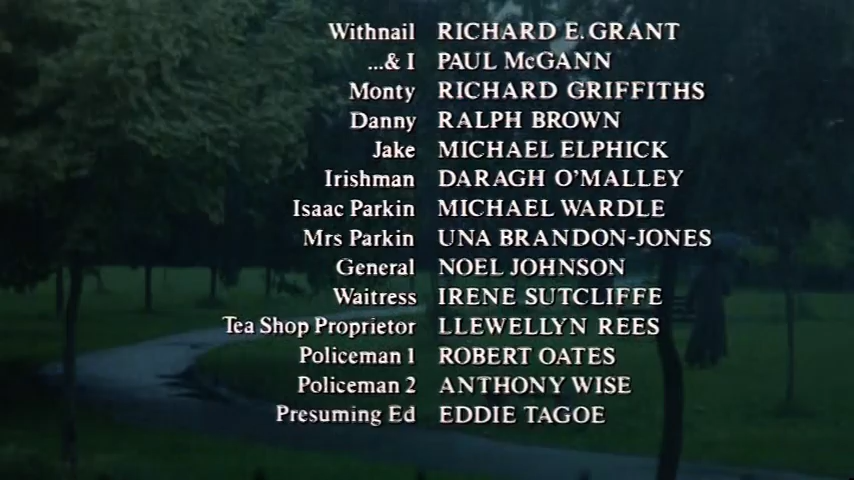 Withnail RICHARD E. GRANT
...& I PAUL McGANN
Monty RICHARD GRIFFITHS
Danny RALPH BROWN
Jake MICHAEL ELPHICK
Irishman DARAGH O'MALLEY
Isaac Parkin MICHAEL WARDLE
Mrs Parkin UNA BRANDON-JONES
General NOEL JOHNSON
Waitress IRENE SUTCLIFFE
Tea Shop Proprietor LLEWELLYN REES
Policeman 1 ROBERT OATES
Policeman 2 ANTHONY WISE
Presuming Ed EDDIE TAGOE